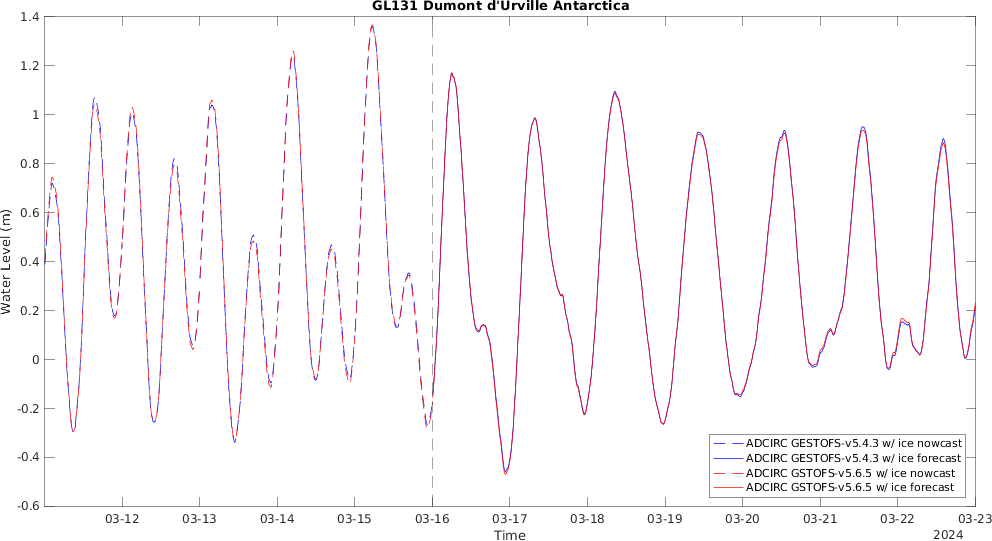 GL131 Dumont d'Urville Antarctica
1.4
1.2
1
0.8
0.6
0.4
0.2
0
-0.2
-0.4
-0.6
Water Level (m)
ADCIRC GESTOFS-v5.4.3 w/ ice nowcast
ADCIRC GESTOFS-v5.4.3 w/ ice forecast
ADCIRC GSTOFS-v5.6.5 w/ ice nowcast
ADCIRC GSTOFS-v5.6.5 w/ ice forecast
03-12 03-13 03-14 03-15 03-16 03-17 03-18 03-19 03-20 03-21 03-22 03-23
Time
2024